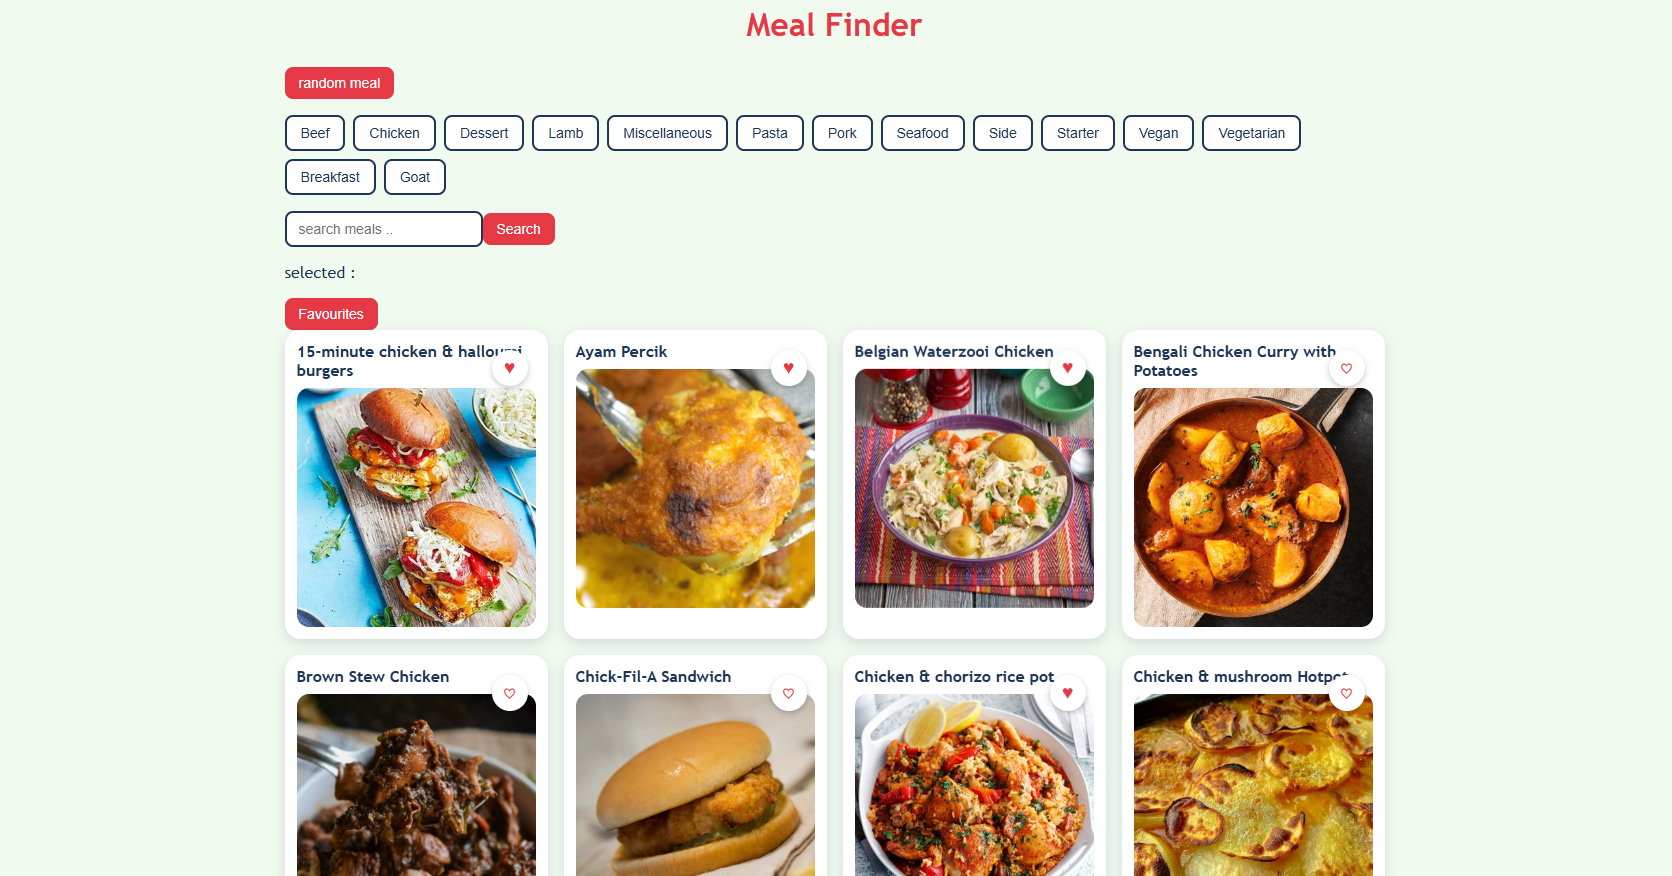 Meal Finder
random meal
Beef Chicken Dessert Lamb Miscellaneous Pasta Pork Seafood Side Starter Vegan Vegetarian
Breakfast Goat
search meals .. Search
selected :
Favourites
15-minute chicken & halloumi
burgers
Ayam Percik
Belgian Waterzooi Chicken
Bengali Chicken Curry with
Potatoes
Brown Stew Chicken
Chick-Fil-A Sandwich
Chicken & chorizo rice pot
Chicken & mushroom Hotpot